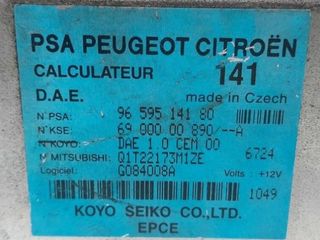 PSA PEUGEOT CITROËN
CALCULATEUR 141
D.A.E. made in Czech
N°PSA: 96 595 141 80
N°KSE: 69 000 00 890/--A
N°KOYO: DAE 1.0 CEM 00
N°MITSUBISHI: Q1T22173M1ZE 6724
Logiciel: G084008A Volts : +12V
1049
KOYO SEIKO CO.,LTD.
EPCE